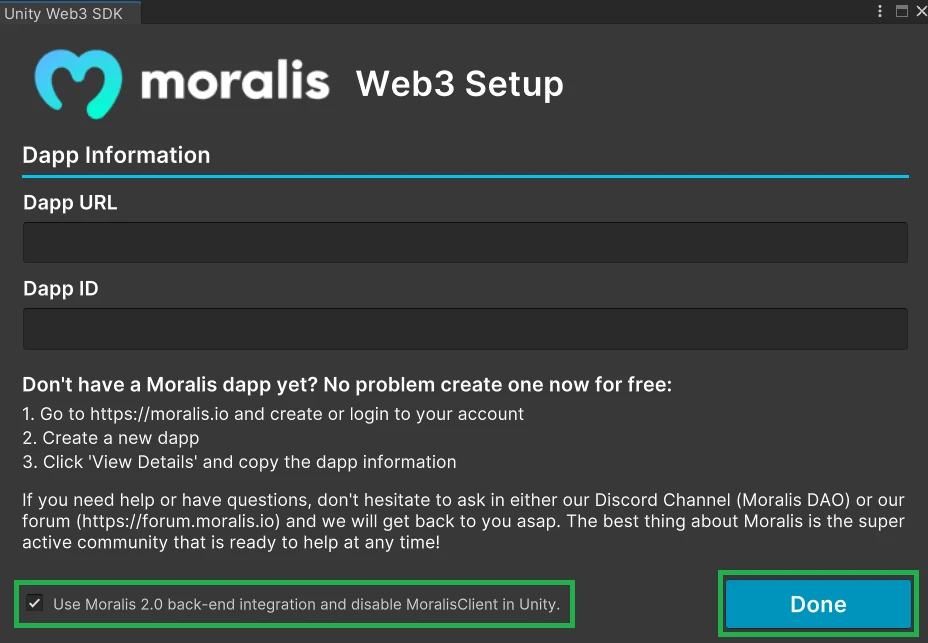 Unity Web3 SDK
moralis Web3 Setup
Dapp Information
Dapp URL
Dapp ID
Don't have a Moralis dapp yet? No problem create one now for free:
1. Go to https://moralis.io and create or login to your account
2. Create a new dapp
3. Click 'View Details' and copy the dapp information
If you need help or have questions, don't hesitate to ask in either our Discord Channel (Moralis DAO) or our
forum (https://forum.moralis.io) and we will get back to you asap. The best thing about Moralis is the super
active community that is ready to help at any time!
Use Moralis 2.0 back-end integration and disable MoralisClient in Unity.
Done